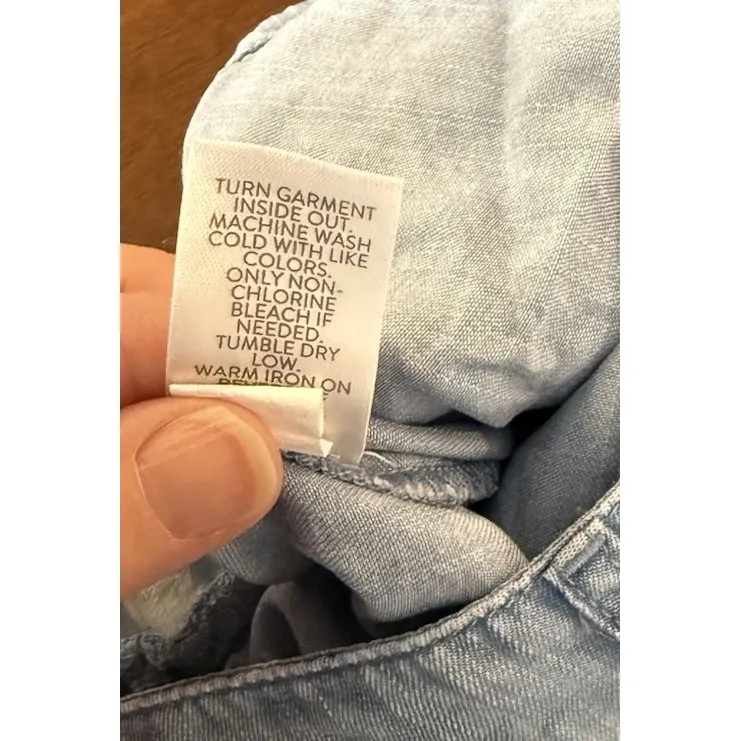 TURN GARMENT
INSIDE OUT.
MACHINE WASH
COLD WITH LIKE
COLORS.
ONLY NON-
CHLORINE
BLEACH IF
NEEDED.
TUMBLE DRY
LOW.
WARM IRON ON